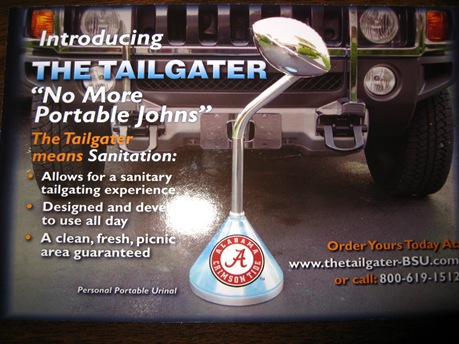 Introducing
THE TAILGATER
"No More
Portable Johns"
The Tailgater
means Sanitation:
• Allows for a sanitary
tailgating experience
• Designed and deve
to use all day
• A clean, fresh, picnic
area guaranteed
ALABAMA
A
CRIMSON TIDE
Order Yours Today At:
www.thetailgater-BSU.com
or call: 800-619-1512
Personal Portable Urinal